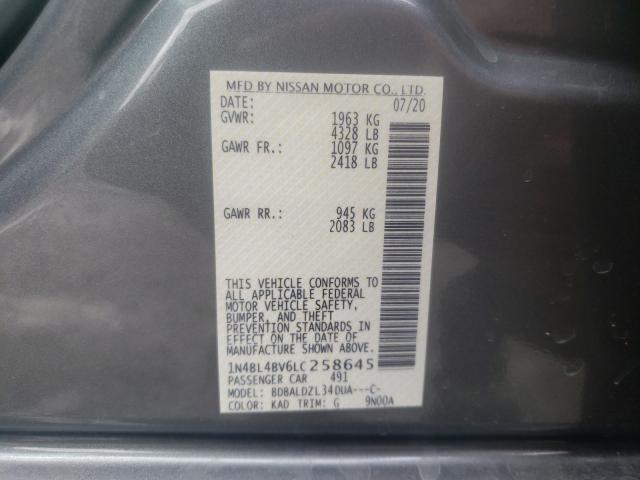 MFD BY NISSAN MOTOR CO., LTD.
DATE: 07/20
GVWR: 1963 KG
4328 LB
GAWR FR.: 1097 KG
2418 LB
GAWR RR.: 945 KG
2083 LB
THIS VEHICLE CONFORMS TO
ALL APPLICABLE FEDERAL
MOTOR VEHICLE SAFETY,
BUMPER, AND THEFT
PREVENTION STANDARDS IN
EFFECT ON THE DATE OF
MANUFACTURE SHOWN ABOVE.
1N4BL4BV6LC258645
PASSENGER CAR 491
MODEL: BDBALDZL34DUA---C-
COLOR: KAD TRIM: G 9N00A